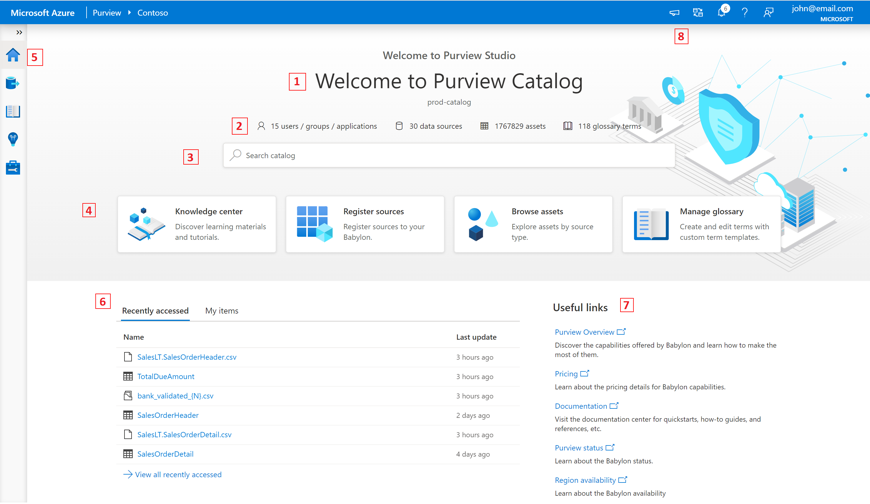 Microsoft Azure | Purview ▸ Contoso
6
john@email.com
MICROSOFT
»
8
5
Welcome to Purview Studio
1 Welcome to Purview Catalog
prod-catalog
2 15 users / groups / applications 30 data sources 1767829 assets 118 glossary terms
3 Search catalog
4
Knowledge center
Discover learning materials
and tutorials.
Register sources
Register sources to your
Babylon.
Browse assets
Explore assets by source
type.
Manage glossary
Create and edit terms with
custom term templates.
6
Recently accessed My items
Name Last update
SalesLT.SalesOrderHeader.csv 3 hours ago
TotalDueAmount 3 hours ago
bank_validated_{N}.csv 3 hours ago
SalesOrderHeader 2 days ago
SalesLT.SalesOrderDetail.csv 3 hours ago
SalesOrderDetail 4 days ago
View all recently accessed
Useful links 7
Purview Overview
Discover the capabilities offered by Babylon and learn how to make the
most of them.
Pricing
Learn about the pricing details for Babylon capabilities.
Documentation
Visit the documentation center for quickstarts, how-to guides, and
references, etc.
Purview status
Learn about the Babylon status.
Region availability
Learn about the Babylon availability